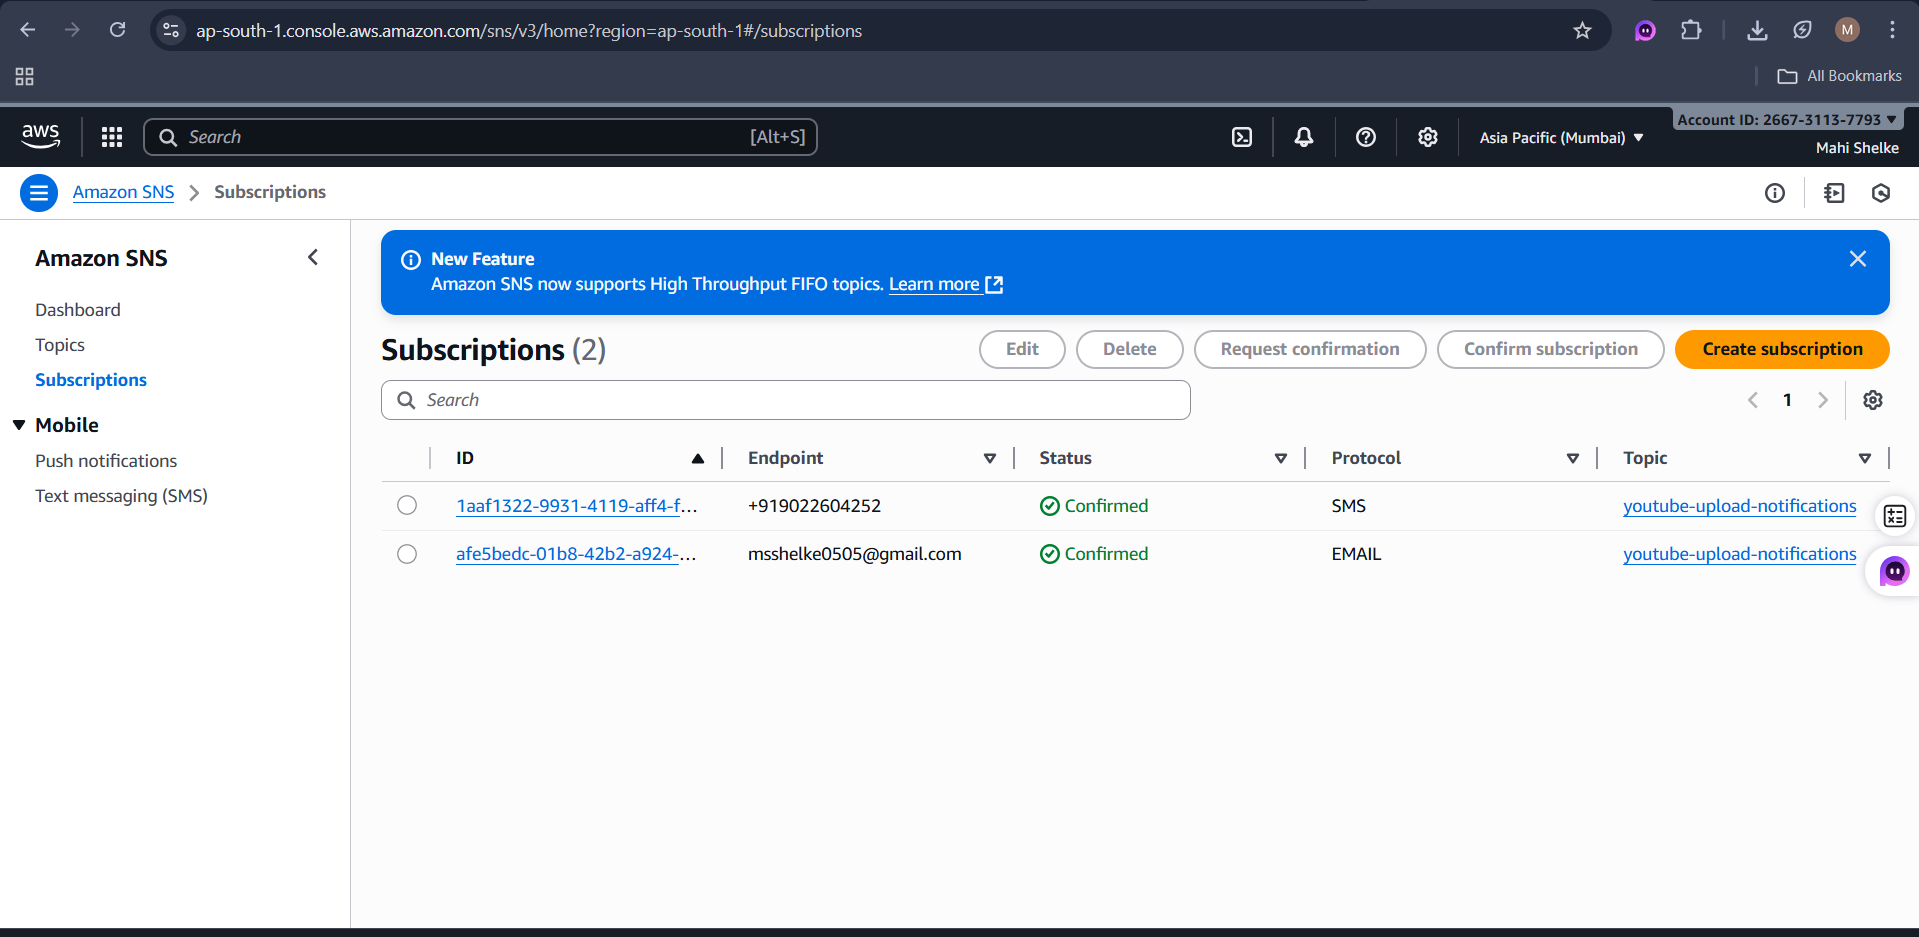 ap-south-1.console.aws.amazon.com/sns/v3/home?region=ap-south-1#/subscriptions
M
All Bookmarks
aws
Search [Alt+S]
Asia Pacific (Mumbai)
Account ID: 2667-3113-7793
Mahi Shelke
Amazon SNS
Subscriptions
Amazon SNS
Dashboard
Topics
Subscriptions
Mobile
Push notifications
Text messaging (SMS)
New Feature
Amazon SNS now supports High Throughput FIFO topics. Learn more
Subscriptions (2)
Edit
Delete
Request confirmation
Confirm subscription
Create subscription
Search
1
ID Endpoint Status Protocol Topic
1aaf1322-9931-4119-aff4-f... +919022604252 Confirmed SMS youtube-upload-notifications
afe5bedc-01b8-42b2-a924-... msshelke0505@gmail.com Confirmed EMAIL youtube-upload-notifications